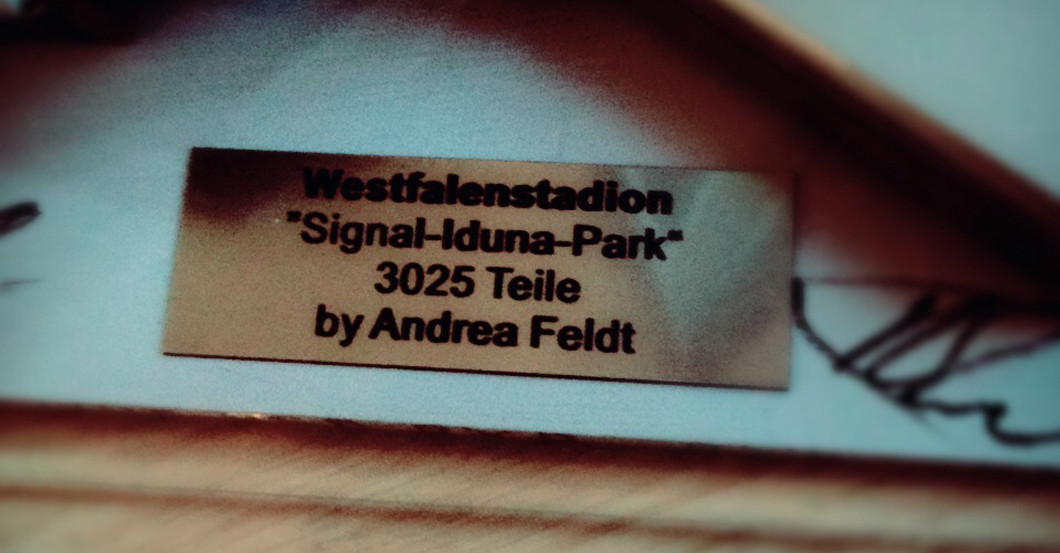 Westfalenstadion
"Signal-Iduna-Park"
3025 Teile
by Andrea Feldt